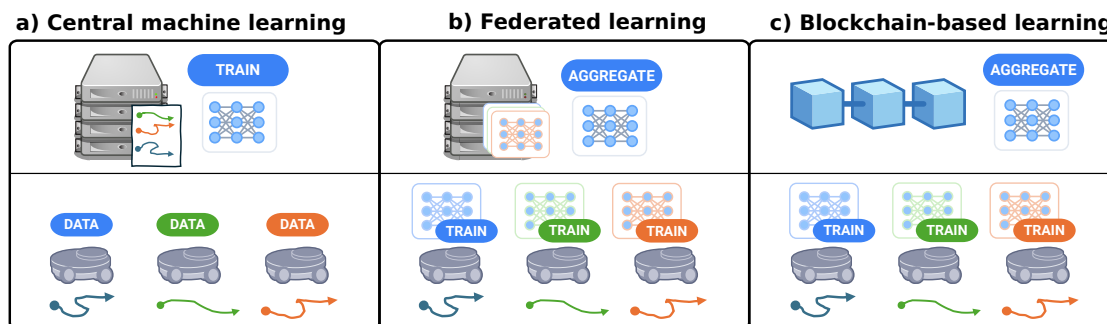 a) Central machine learning
b) Federated learning
c) Blockchain-based learning
TRAIN
AGGREGATE
AGGREGATE
DATA
DATA
DATA
TRAIN
TRAIN
TRAIN
TRAIN
TRAIN
TRAIN